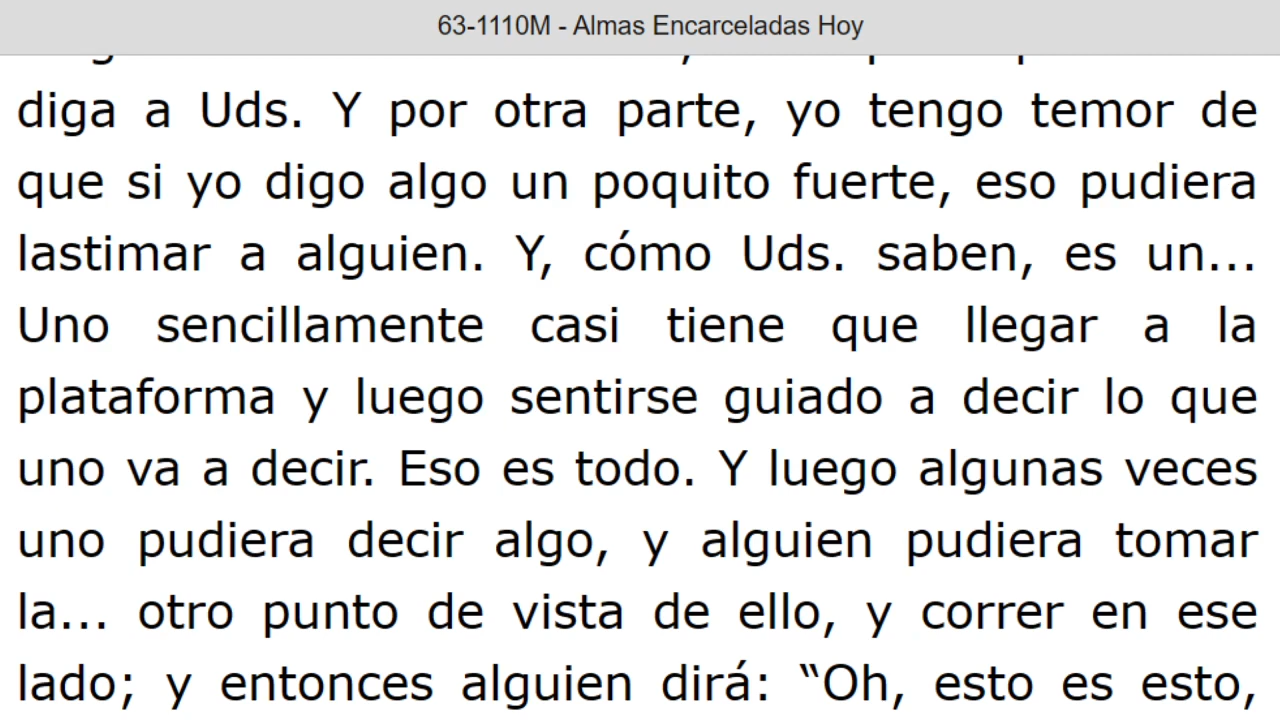 63-1110M - Almas Encarceladas Hoy
diga a Uds. Y por otra parte, yo tengo temor de
que si yo digo algo un poquito fuerte, eso pudiera
lastimar a alguien. Y, cómo Uds. saben, es un...
Uno sencillamente casi tiene que llegar a la
plataforma y luego sentirse guiado a decir lo que
uno va a decir. Eso es todo. Y luego algunas veces
uno pudiera decir algo, y alguien pudiera tomar
la... otro punto de vista de ello, y correr en ese
lado; y entonces alguien dirá: “Oh, esto es esto,